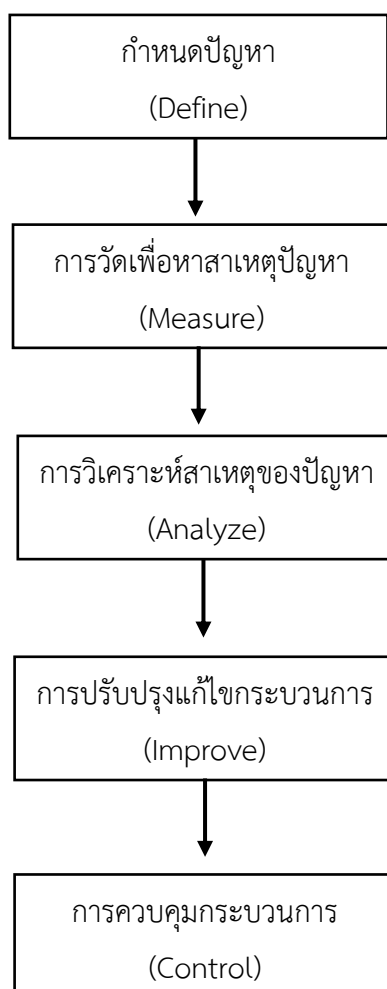 กำหนดปัญหา
(Define)
การวัดเพื่อหาสาเหตุปัญหา
(Measure)
การวิเคราะห์สาเหตุของปัญหา
(Analyze)
การปรับปรุงแก้ไขกระบวนการ
(Improve)
การควบคุมกระบวนการ
(Control)